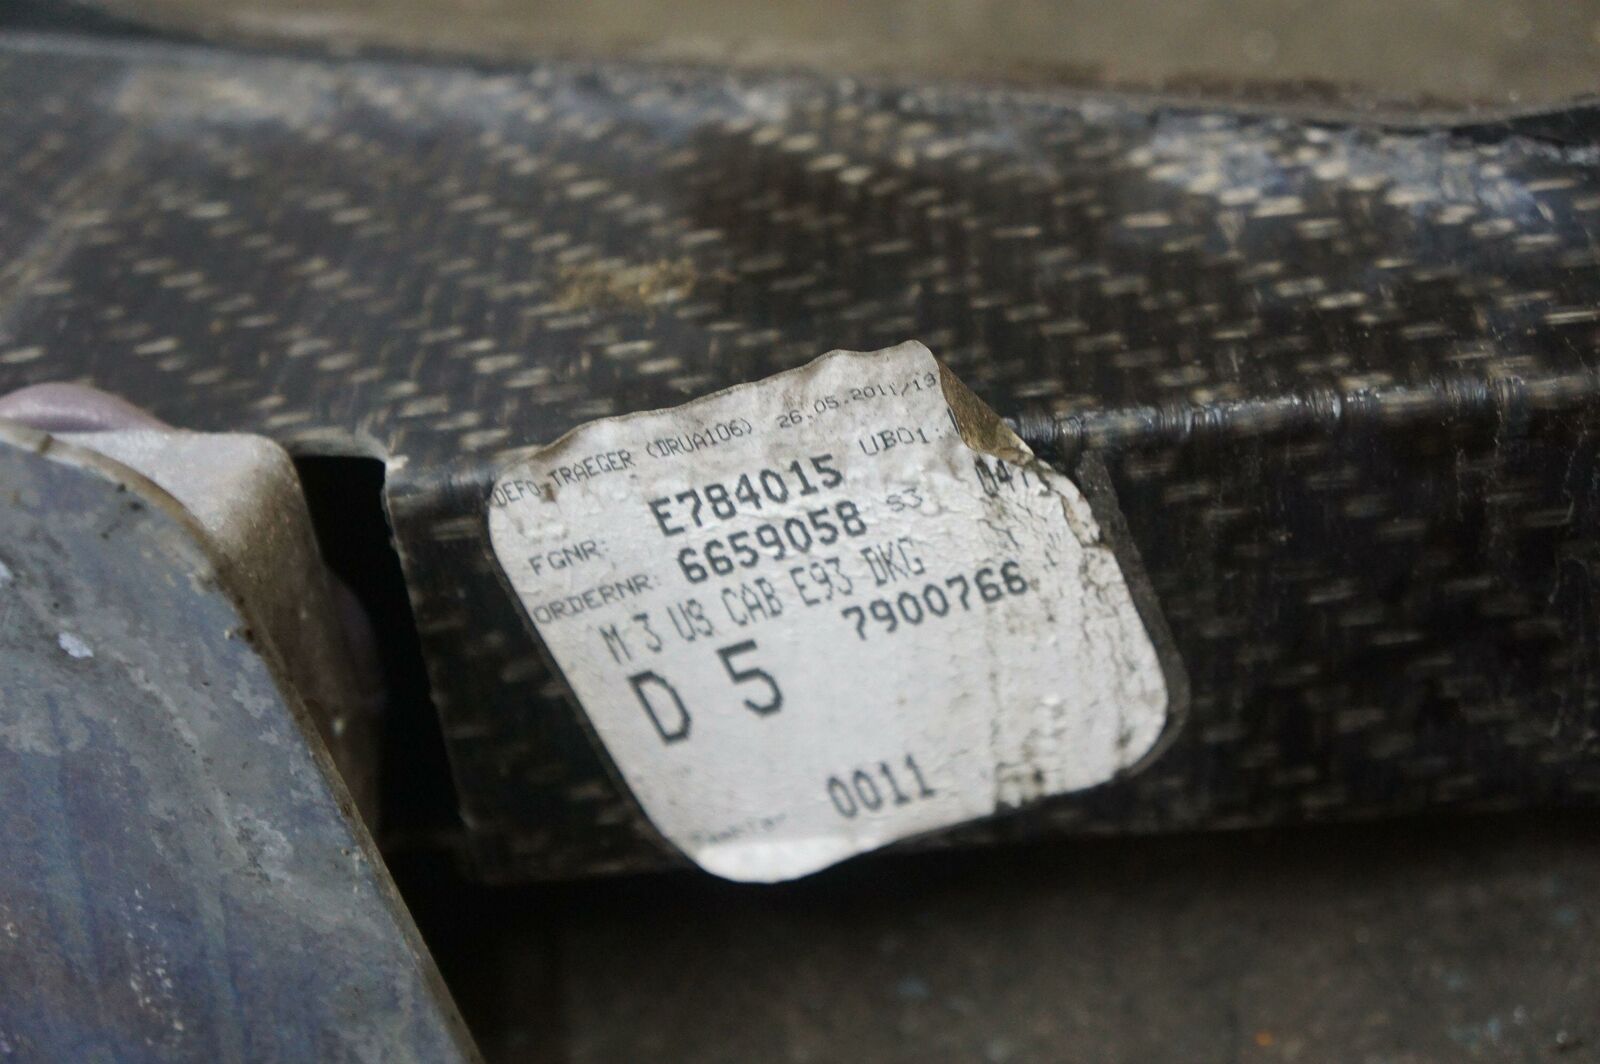 DEFO-TRAEGER (DRUA106) 26.05.2011/13
FGNR: E784015 UBD1:
ORDERNR: 6659058 S3
M 3 US CAB E93 DKG
D 5 7900766
0011